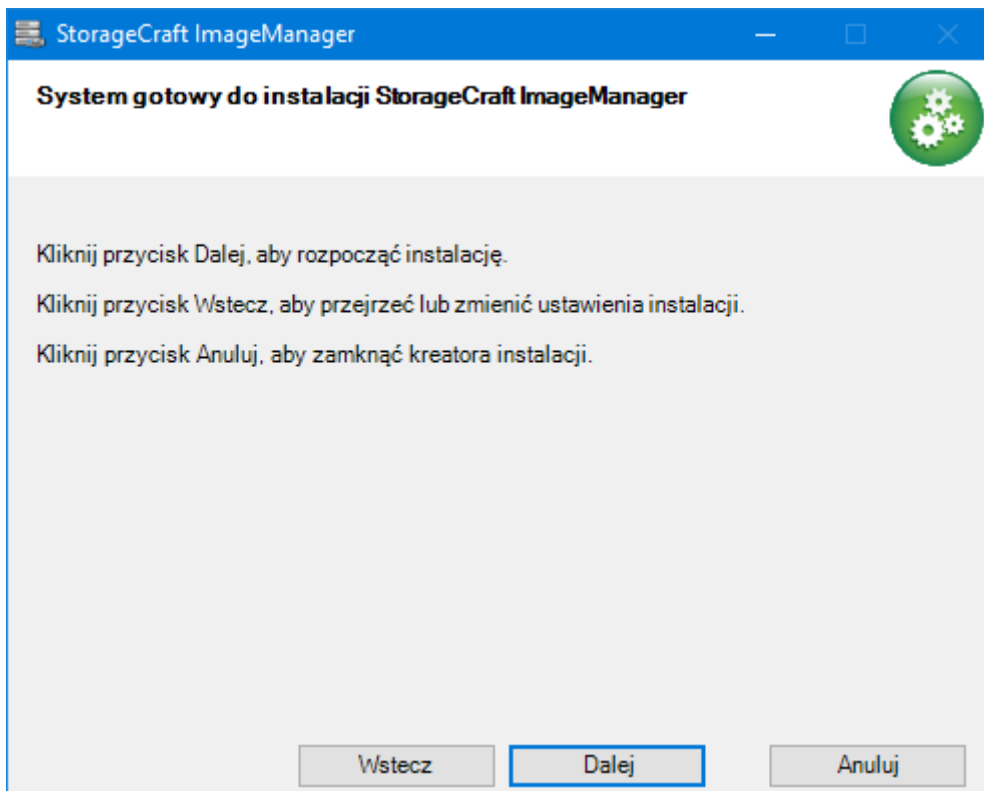 StorageCraft ImageManager
System gotowy do instalacji StorageCraft ImageManager
Kliknij przycisk Dalej, aby rozpocząć instalację.
Kliknij przycisk Wstecz, aby przejrzeć lub zmienić ustawienia instalacji.
Kliknij przycisk Anuluj, aby zamknąć kreatora instalacji.
Wstecz Dalej Anuluj